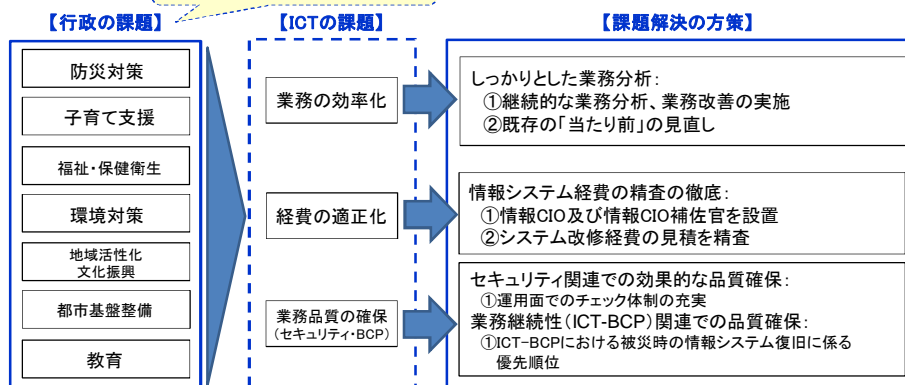 【行政の課題】
防災対策
子育て支援
福祉・保健衛生
環境対策
地域活性化
文化振興
都市基盤整備
教育
【ICTの課題】
業務の効率化
経費の適正化
業務品質の確保
(セキュリティ・BCP)
【課題解決の方策】
しっかりとした業務分析:
①継続的な業務分析、業務改善の実施
②既存の「当たり前」の見直し
情報システム経費の精査の徹底:
①情報CIO及び情報CIO補佐官を設置
②システム改修経費の見積を精査
セキュリティ関連での効果的な品質確保:
①運用面でのチェック体制の充実
業務継続性(ICT-BCP)関連での品質確保:
①ICT-BCPにおける被災時の情報システム復旧に係る
優先順位